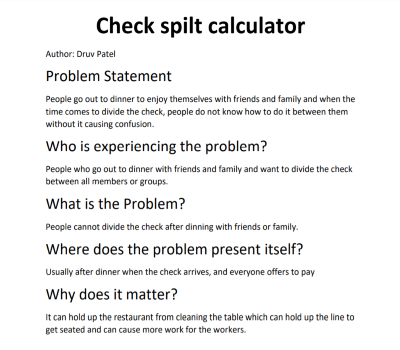 Check spilt calculator
Author: Druv Patel
Problem Statement
People go out to dinner to enjoy themselves with friends and family and when the
time comes to divide the check, people do not know how to do it between them
without it causing confusion.
Who is experiencing the problem?
People who go out to dinner with friends and family and want to divide the check
between all members or groups.
What is the Problem?
People cannot divide the check after dinning with friends or family.
Where does the problem present itself?
Usually after dinner when the check arrives, and everyone offers to pay
Why does it matter?
It can hold up the restaurant from cleaning the table which can hold up the line to
get seated and can cause more work for the workers.